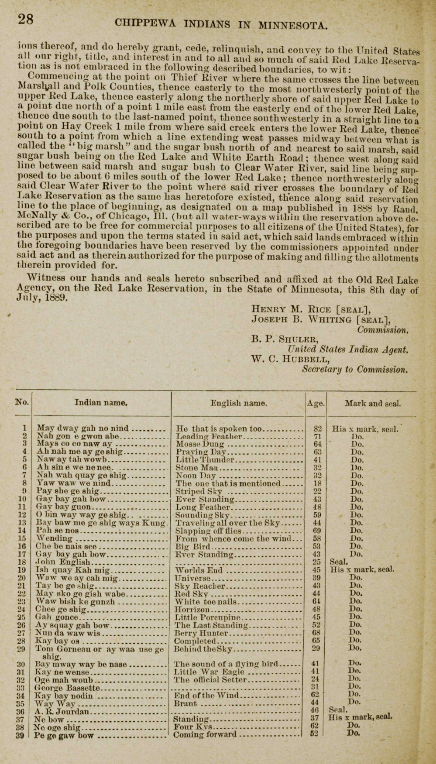 28
CHIPPEWA INDIANS IN MINNESOTA.
ions thereof, and do hereby grant, cede, relinquish, and convey to the United States
all our right, title, and interest in and to all and so much of said Red Lake Reserva-
tion as is not embraced in the following described boundaries, to wit:
Commencing at the point on Thief River where the same crosses the line between
Marshall and Polk Counties, thence easterly to the most northwesterly point of the
upper Red Lake, thence easterly along the northerly shore of said upper Red Lake to
a point due north of a point 1 mile east from the easterly end of the lower Red Lake,
thence due south to the last-named point, thence southwesterly in a straight line to a
point on Hay Creek 1 mile from where said creek enters the lower Red Lake, thence
south to a point from which a line extending west passes midway between what is
called the "big marsh" and the sugar bush north of and nearest to said marsh, said
sugar bush being on the Red Lake and White Earth Road; thence west along said
line between said marsh and sugar bush to Clear Water River, said line being sup-
posed to be about 6 miles south of the lower Red Lake; thence northwesterly along
said Clear Water River to the point where said river crosses the boundary of Red
Lake Reservation as the same has heretofore existed, thence along said reservation
line to the place of beginning, as designated on a map published in 1888 by Rand,
McNally & Co., of Chicago, Ill. (but all water-ways within the reservation above de-
scribed are to be free for commercial purposes to all citizens of the United States), for
the purposes and upon the terms stated in said act, which said lands embraced within
the foregoing boundaries have been reserved by the commissioners appointed under
said act and as therein authorized for the purpose of making and filling the allotments
therein provided for.
Witness our hands and seals hereto subscribed and affixed at the Old Red Lake
Agency, on the Red Lake Reservation, in the State of Minnesota, this 8th day of
July, 1889.
HENRY M. RICE [SEAL],
JOSEPH B. WHITING [SEAL],
Commission.
B. P. SHULER,
United States Indian Agent.
W. C. HUBBELL,
Secretary to Commission.
No. Indian name. English name. Age. Mark and seal.
1 May dway gah no nind He that is spoken too 82 His x mark, seal.
2 Nah gon e gwon abe Leading Feather 71 Do.
3 Mays co co naw ay Mosse Dung 64 Do.
4 Ah nah me ay ge shig Praying Day 63 Do.
5 Naw ay tah wowb Little Thunder 41 Do.
6 Ah sin e we ne nee Stone Maa 32 Do.
7 Nah wah quay ge shig Noon Day 32 Do.
8 Yaw waw we nind The one that is mentioned 18 Do.
9 Pay she ge shig Striped Sky 22 Do.
10 Gay bay gah bow Ever Standing 43 Do.
11 Gay bay guon Long Feather 48 Do.
12 O bin way way ge shig Sounding Sky 59 Do.
13 Bay baw me ge shig ways Kung Traveling all over the Sky 44 Do.
14 Pah se nos Slapping off flies 69 Do.
15 Wending From whence come the wind 58 Do.
16 Che be nais see Big Bird 53 Do.
17 Gay bay gah bow Ever Standing 43 Do.
18 John English 25 Seal.
19 Ish quay Kah mig Worlds End 45 His x mark, seal.
20 Waw we ay cah mig Universe 39 Do.
21 Tay be ge shig Sky Reacher 43 Do.
22 May sko ge gish wabe Red Sky 44 Do.
23 Waw bish ke gunzh White toe nails 64 Do.
24 Chee ge shig Horrizon 48 Do.
25 Gah gonce Little Porcupine 45 Do.
26 Ay squay gah bow The Last Standing 52 Do.
27 Nun da waw wis Berry Hunter 68 Do.
28 Kay bay os Completed 65 Do.
29 Tom Gorneau or ay waa use ge Behind the Sky 29 Do.
shig.
30 Bay mway way be nase The sound of a flying bird 41 Do.
31 Kay ne wense Little War Eagle 41 Do.
32 Oge mah woub The official Setter 24 Do.
33 George Bassette 31 Do.
34 Kay bay nodin End of the Wind 62 Do.
35 Way Way Brant 44 Do.
36 A. R. Jourdan 46 Seal.
37 Ne bow Standing 37 His x mark, seal.
38 Ne oge shig Four Kvs 62 Do.
39 Pe ge gaw bow Coming forward 52 Do.